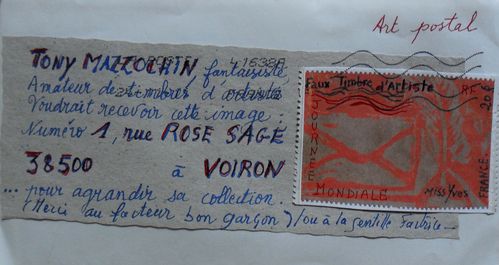 Art postal
TONY MAZZOCHIN fantaisiste
Amateur de timbres d'artiste
Voudrait recevoir cette image :
Numéro 1, rue ROSE SAGE
38500 à VOIRON
... pour agrandir sa collection.
(Merci au facteur bon garçon)/ou à la gentille Factrice...
Faux Timbre d'Artiste
RF
MONDIALE
MISS Yves
FRANCE